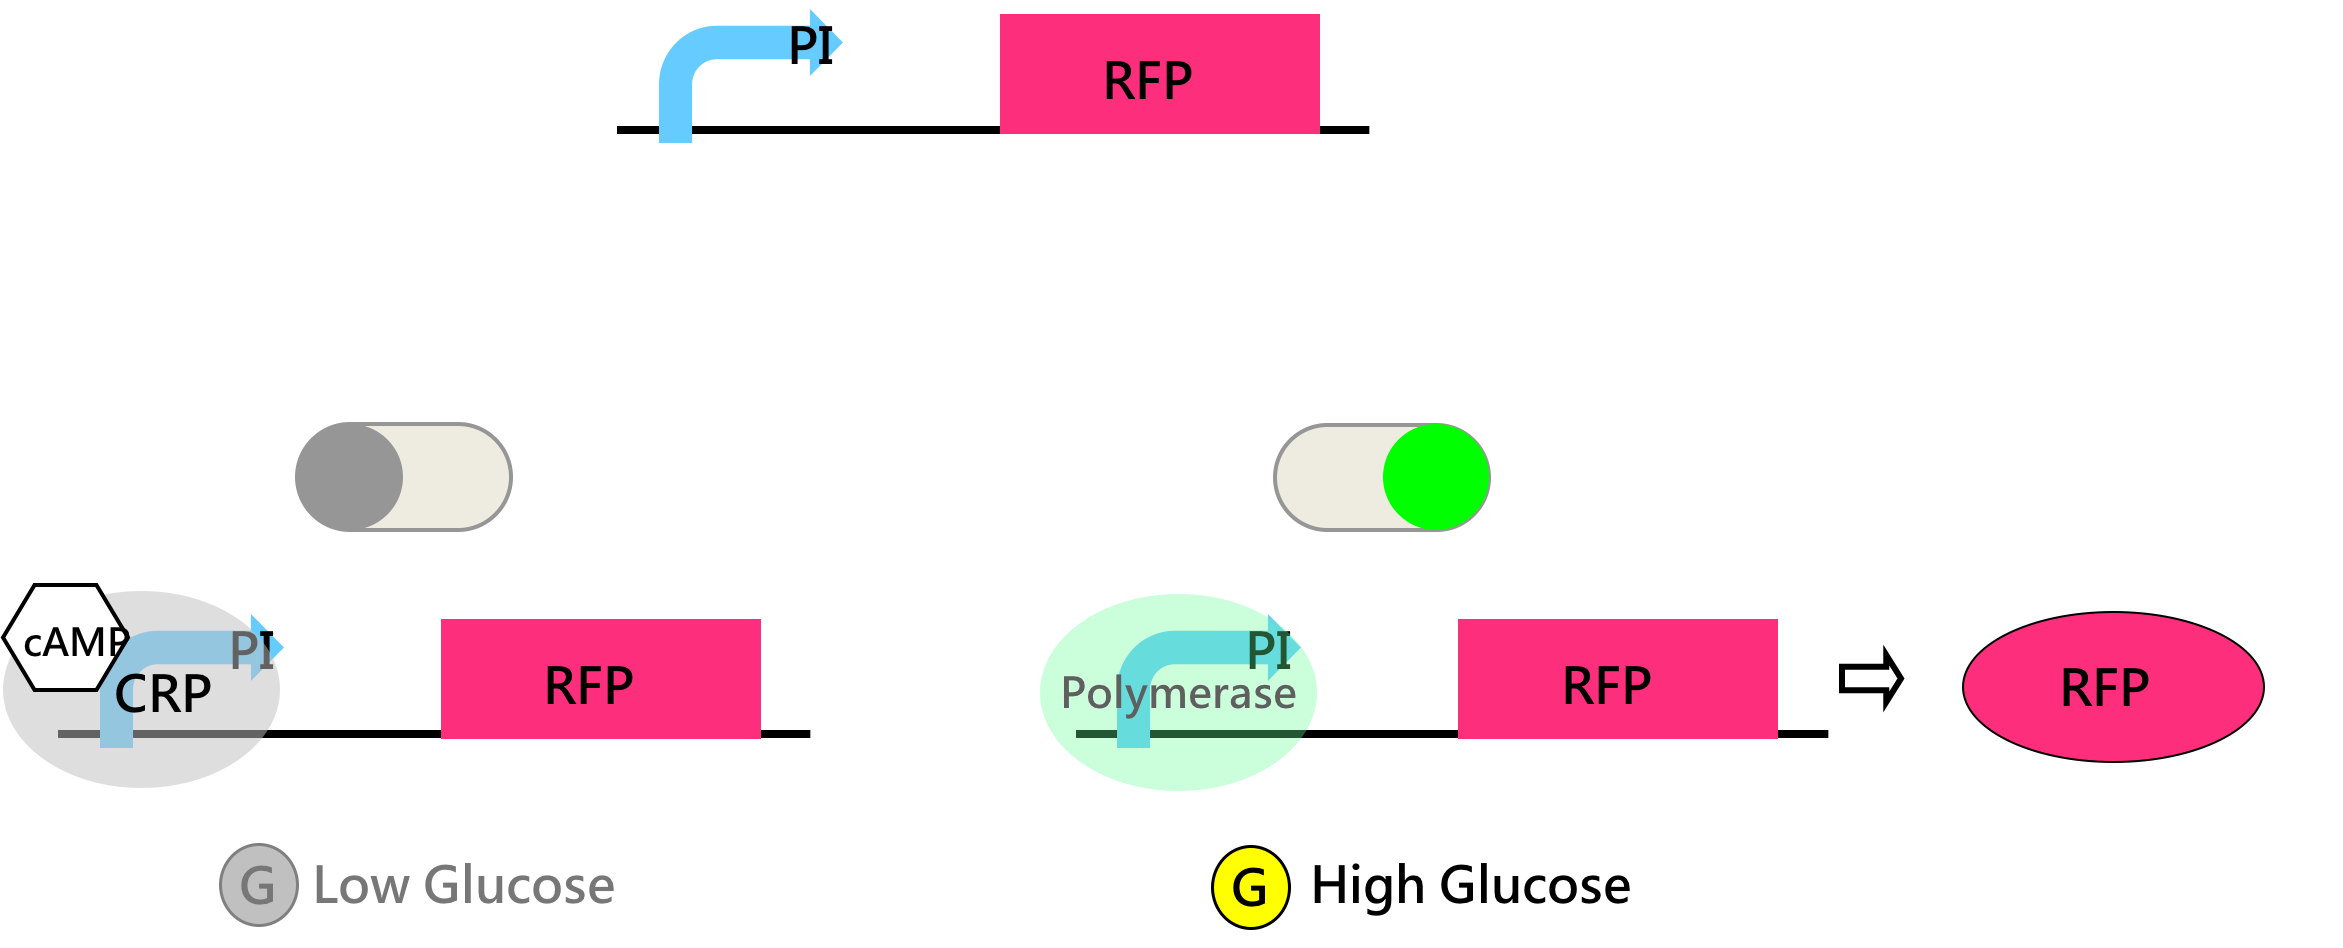 PI
RFP
cAMP
PI
CRP
RFP
PI
Polymerase
RFP
RFP
G Low Glucose
G High Glucose